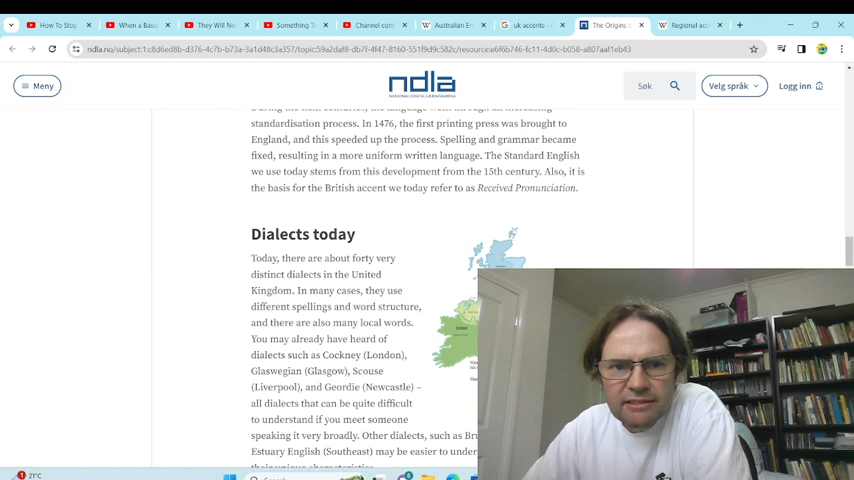 How To Stop
When a Bas
They Will Ne
Something T
Channel con
Australian En
uk accents -
The Origins o
Regional acc
ndla.no/subject:1:c8d6ed8b-d376-4c7b-b73a-3a1d48c3a357/topic:59a2daf8-db7f-4f47-8160-551f9d9c582c/resource:e6f6b746-fc11-4d0c-b058-a807aaf1eb43
Meny
ndla
Søk
Velg språk
Logg inn
standardisation process. In 1476, the first printing press was brought to
England, and this speeded up the process. Spelling and grammar became
fixed, resulting in a more uniform written language. The Standard English
we use today stems from this development from the 15th century. Also, it is
the basis for the British accent we today refer to as Received Pronunciation.
Dialects today
Today, there are about forty very
distinct dialects in the United
Kingdom. In many cases, they use
different spellings and word structure,
and there are also many local words.
You may already have heard of
dialects such as Cockney (London),
Glaswegian (Glasgow), Scouse
(Liverpool), and Geordie (Newcastle) –
all dialects that can be quite difficult
to understand if you meet someone
speaking it very broadly. Other dialects, such as Bru
Estuary English (Southeast) may be easier to under
1
21°C
Search
6